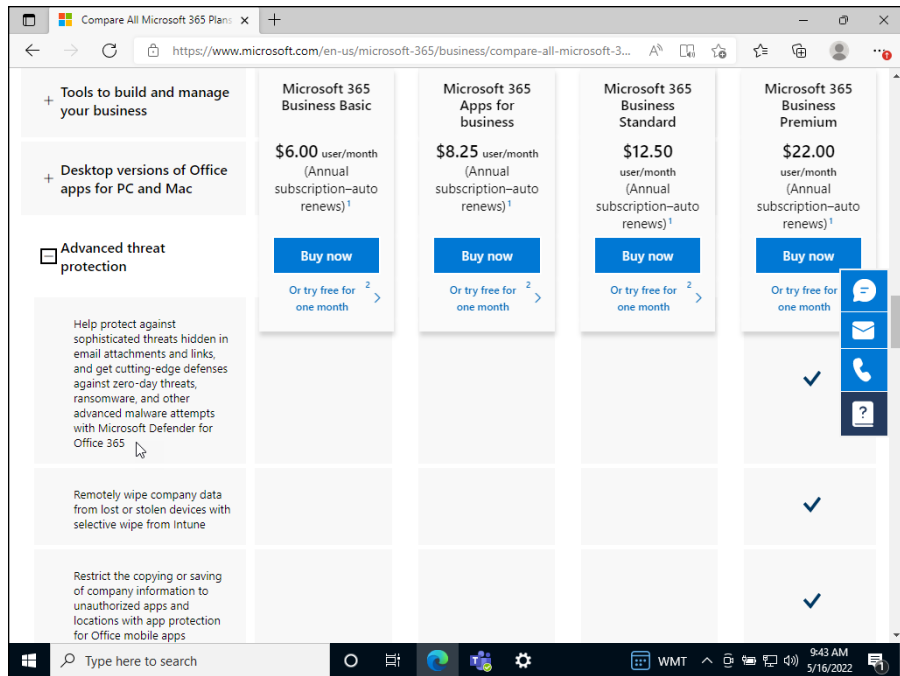 Compare All Microsoft 365 Plans
https://www.microsoft.com/en-us/microsoft-365/business/compare-all-microsoft-3...
Tools to build and manage
your business
Microsoft 365
Business Basic
Microsoft 365
Apps for
business
Microsoft 365
Business
Standard
Microsoft 365
Business
Premium
Desktop versions of Office
apps for PC and Mac
$6.00 user/month
(Annual
subscription–auto
renews)1
$8.25 user/month
(Annual
subscription–auto
renews)1
$12.50
user/month
(Annual
subscription–auto
renews)1
$22.00
user/month
(Annual
subscription–auto
renews)1
Advanced threat
protection
Buy now
Buy now
Buy now
Buy now
Or try free for 2
one month
Or try free for 2
one month
Or try free for 2
one month
Or try free for
one month
Help protect against
sophisticated threats hidden in
email attachments and links,
and get cutting-edge defenses
against zero-day threats,
ransomware, and other
advanced malware attempts
with Microsoft Defender for
Office 365
Remotely wipe company data
from lost or stolen devices with
selective wipe from Intune
Restrict the copying or saving
of company information to
unauthorized apps and
locations with app protection
for Office mobile apps
Type here to search
WMT
9:43 AM
5/16/2022
1